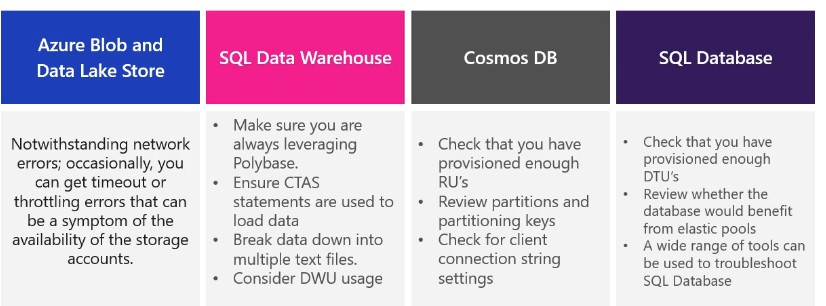 Azure Blob and
Data Lake Store
SQL Data Warehouse
Cosmos DB
SQL Database
Notwithstanding network
errors; occasionally, you
can get timeout or
throttling errors that can
be a symptom of the
availability of the storage
accounts.
• Make sure you are
always leveraging
Polybase.
• Ensure CTAS
statements are used to
load data
• Break data down into
multiple text files.
• Consider DWU usage
• Check that you have
provisioned enough
RU's
• Review partitions and
partitioning keys
• Check for client
connection string
settings
• Check that you have
provisioned enough
DTU's
• Review whether the
database would benefit
from elastic pools
• A wide range of tools can
be used to troubleshoot
SQL Database